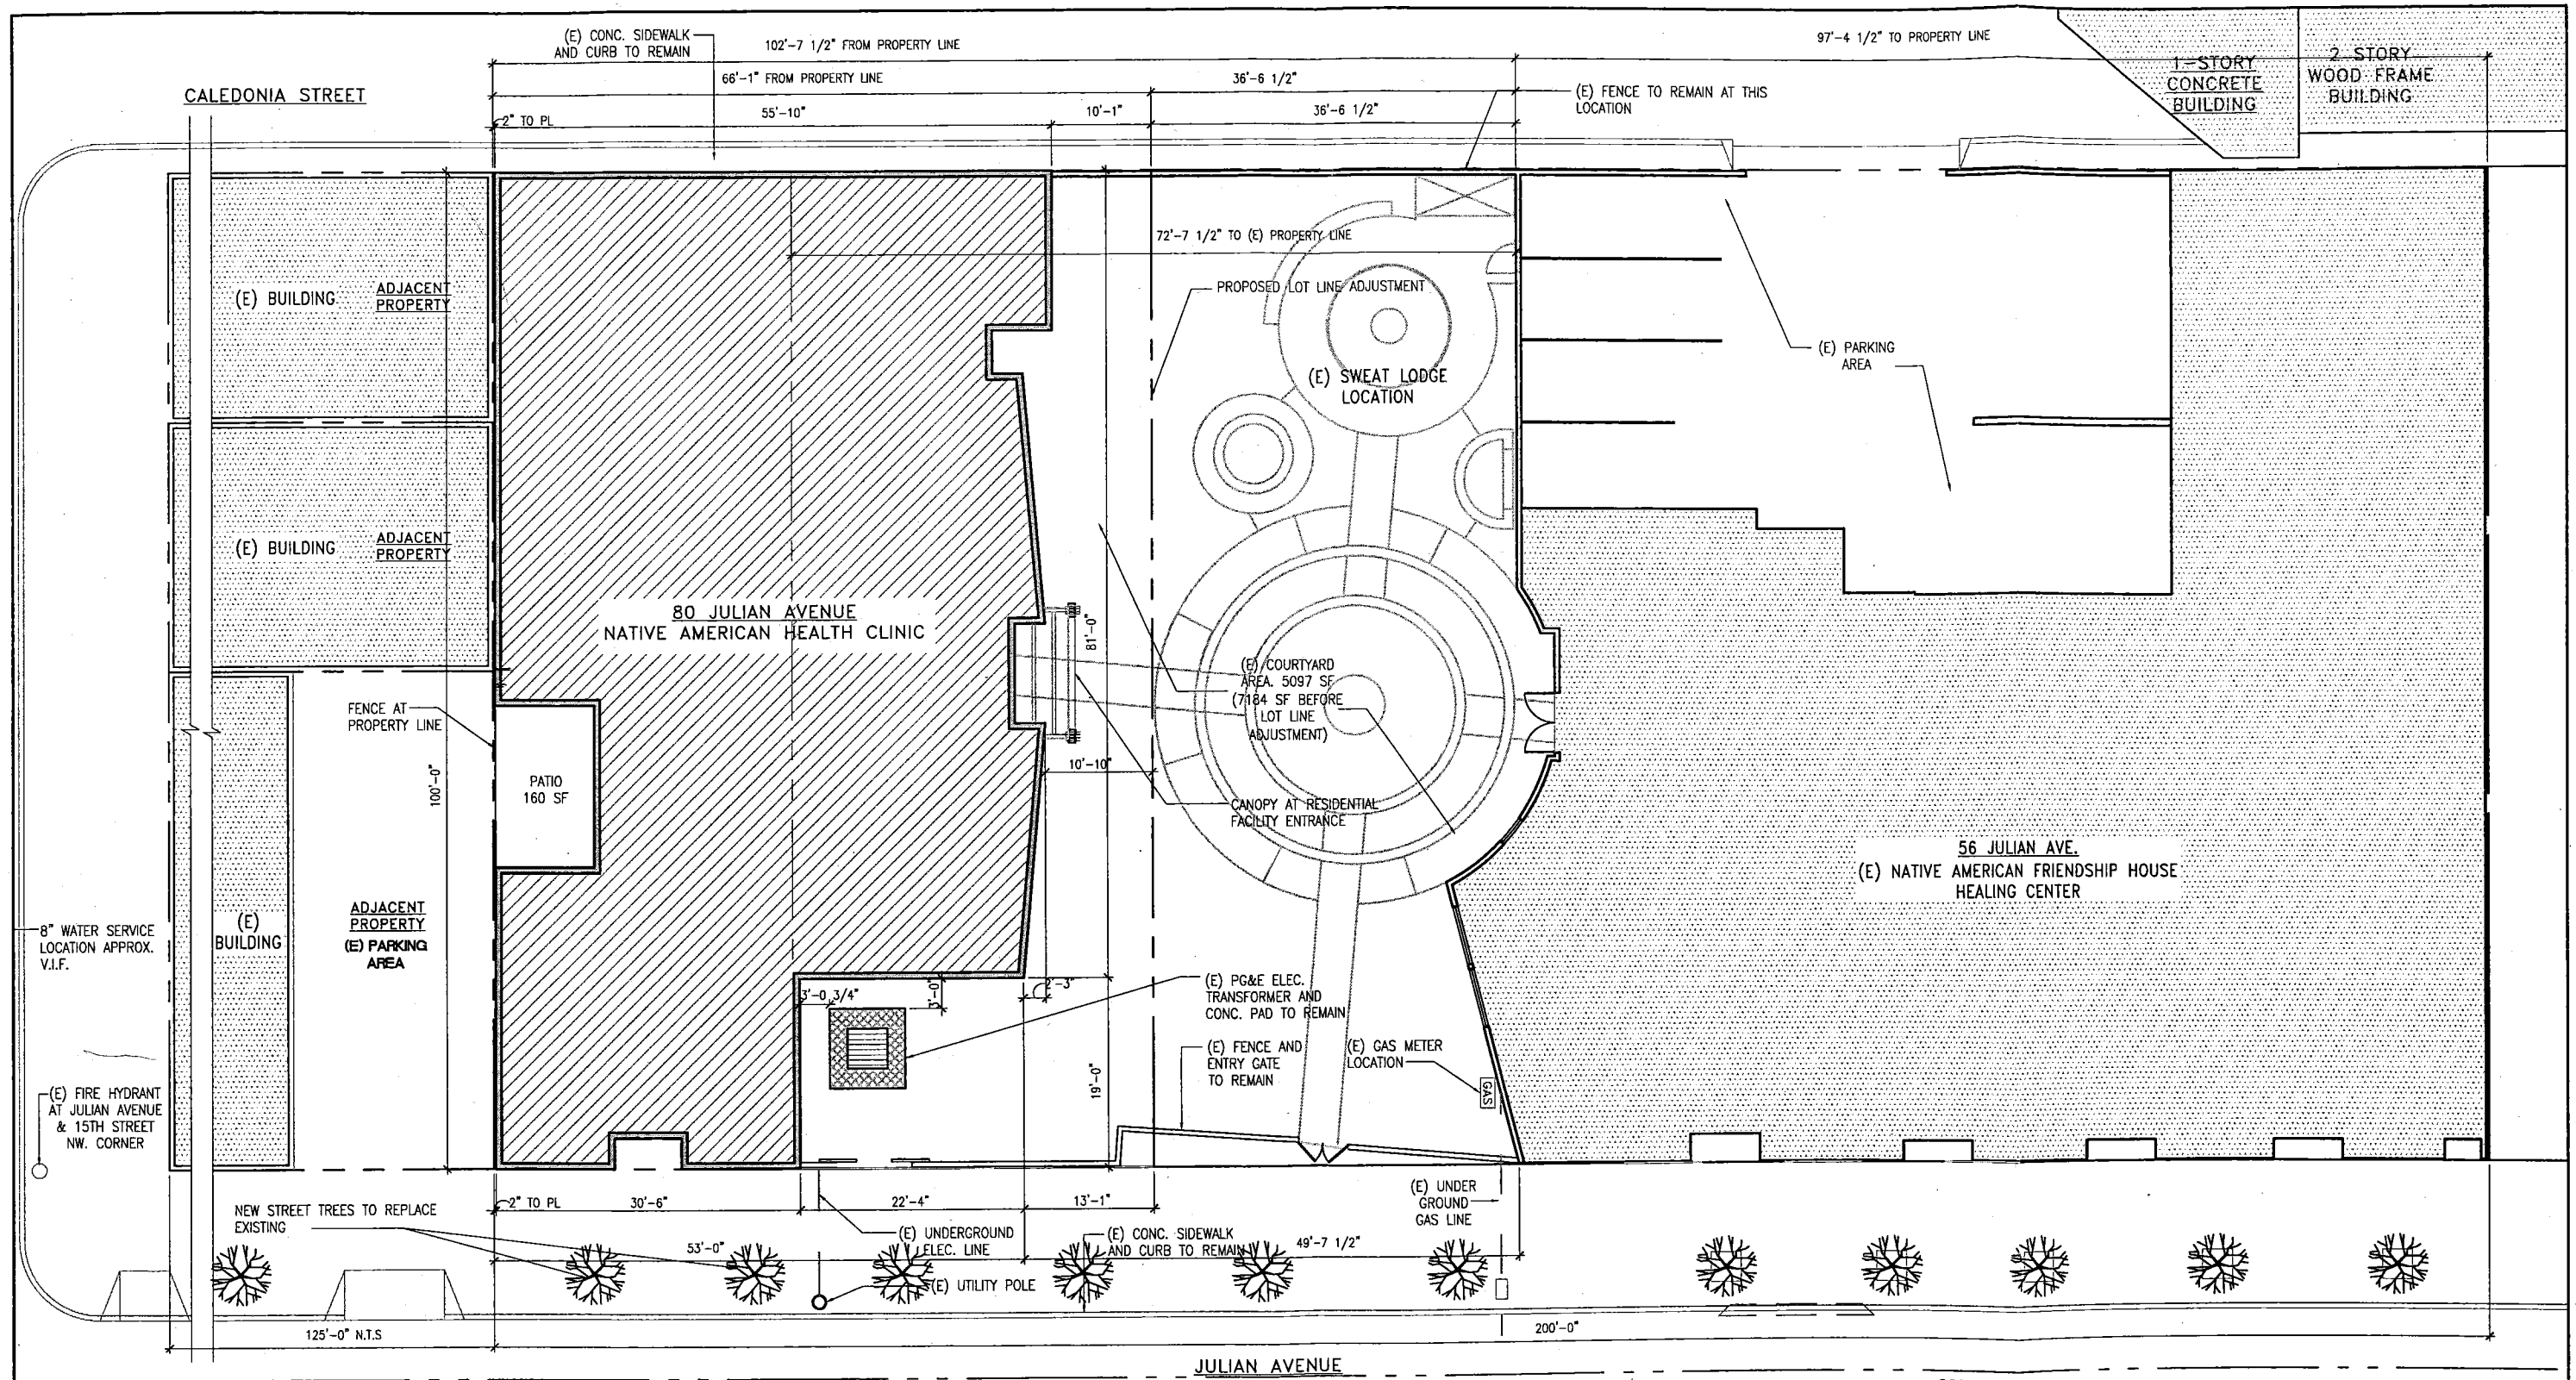 (E) CONC. SIDEWALK
AND CURB TO REMAIN
102'-7 1/2" FROM PROPERTY LINE
97'-4 1/2" TO PROPERTY LINE
1-STORY
CONCRETE
BUILDING
2 STORY
WOOD FRAME
BUILDING
66'-1" FROM PROPERTY LINE
36'-6 1/2"
CALEDONIA STREET
(E) FENCE TO REMAIN AT THIS
LOCATION
2" TO PL
55'-10"
10'-1"
36'-6 1/2"
72'-7 1/2" TO (E) PROPERTY LINE
(E) BUILDING
ADJACENT
PROPERTY
PROPOSED LOT LINE ADJUSTMENT
(E) PARKING
AREA
(E) SWEAT LODGE
LOCATION
(E) BUILDING
ADJACENT
PROPERTY
80 JULIAN AVENUE
NATIVE AMERICAN HEALTH CLINIC
81'-0"
(E) COURTYARD
AREA. 5097 SF
(7184 SF BEFORE
LOT LINE
ADJUSTMENT)
FENCE AT
PROPERTY LINE
100'-0"
PATIO
160 SF
10'-10"
CANOPY AT RESIDENTIAL
FACILITY ENTRANCE
56 JULIAN AVE.
(E) NATIVE AMERICAN FRIENDSHIP HOUSE
HEALING CENTER
8" WATER SERVICE
LOCATION APPROX.
V.I.F.
(E)
BUILDING
ADJACENT
PROPERTY
(E) PARKING
AREA
3'-0 3/4"
3'-0"
2'-3"
(E) PG&E ELEC.
TRANSFORMER AND
CONC. PAD TO REMAIN
(E) FENCE AND
ENTRY GATE
TO REMAIN
(E) GAS METER
LOCATION
GAS
19'-0"
(E) FIRE HYDRANT
AT JULIAN AVENUE
& 15TH STREET
NW. CORNER
2" TO PL
30'-6"
22'-4"
13'-1"
(E) UNDER
GROUND
GAS LINE
NEW STREET TREES TO REPLACE
EXISTING
(E) UNDERGROUND
ELEC. LINE
(E) CONC. SIDEWALK
AND CURB TO REMAIN
53'-0"
49'-7 1/2"
(E) UTILITY POLE
125'-0" N.T.S
200'-0"
JULIAN AVENUE